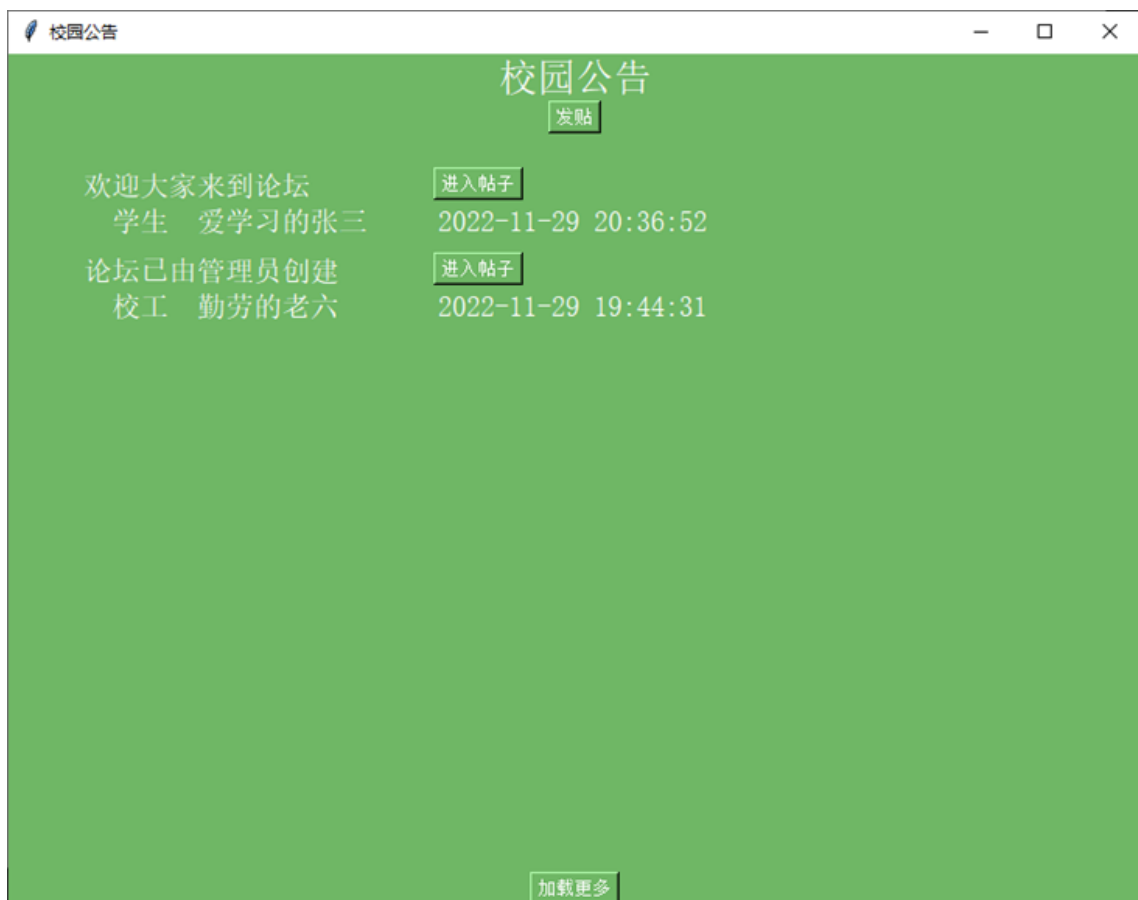 校园公告
校园公告
发贴
欢迎大家来到论坛 进入帖子
学生 爱学习的张三 2022-11-29 20:36:52
论坛已由管理员创建 进入帖子
校工 勤劳的老六 2022-11-29 19:44:31
加载更多